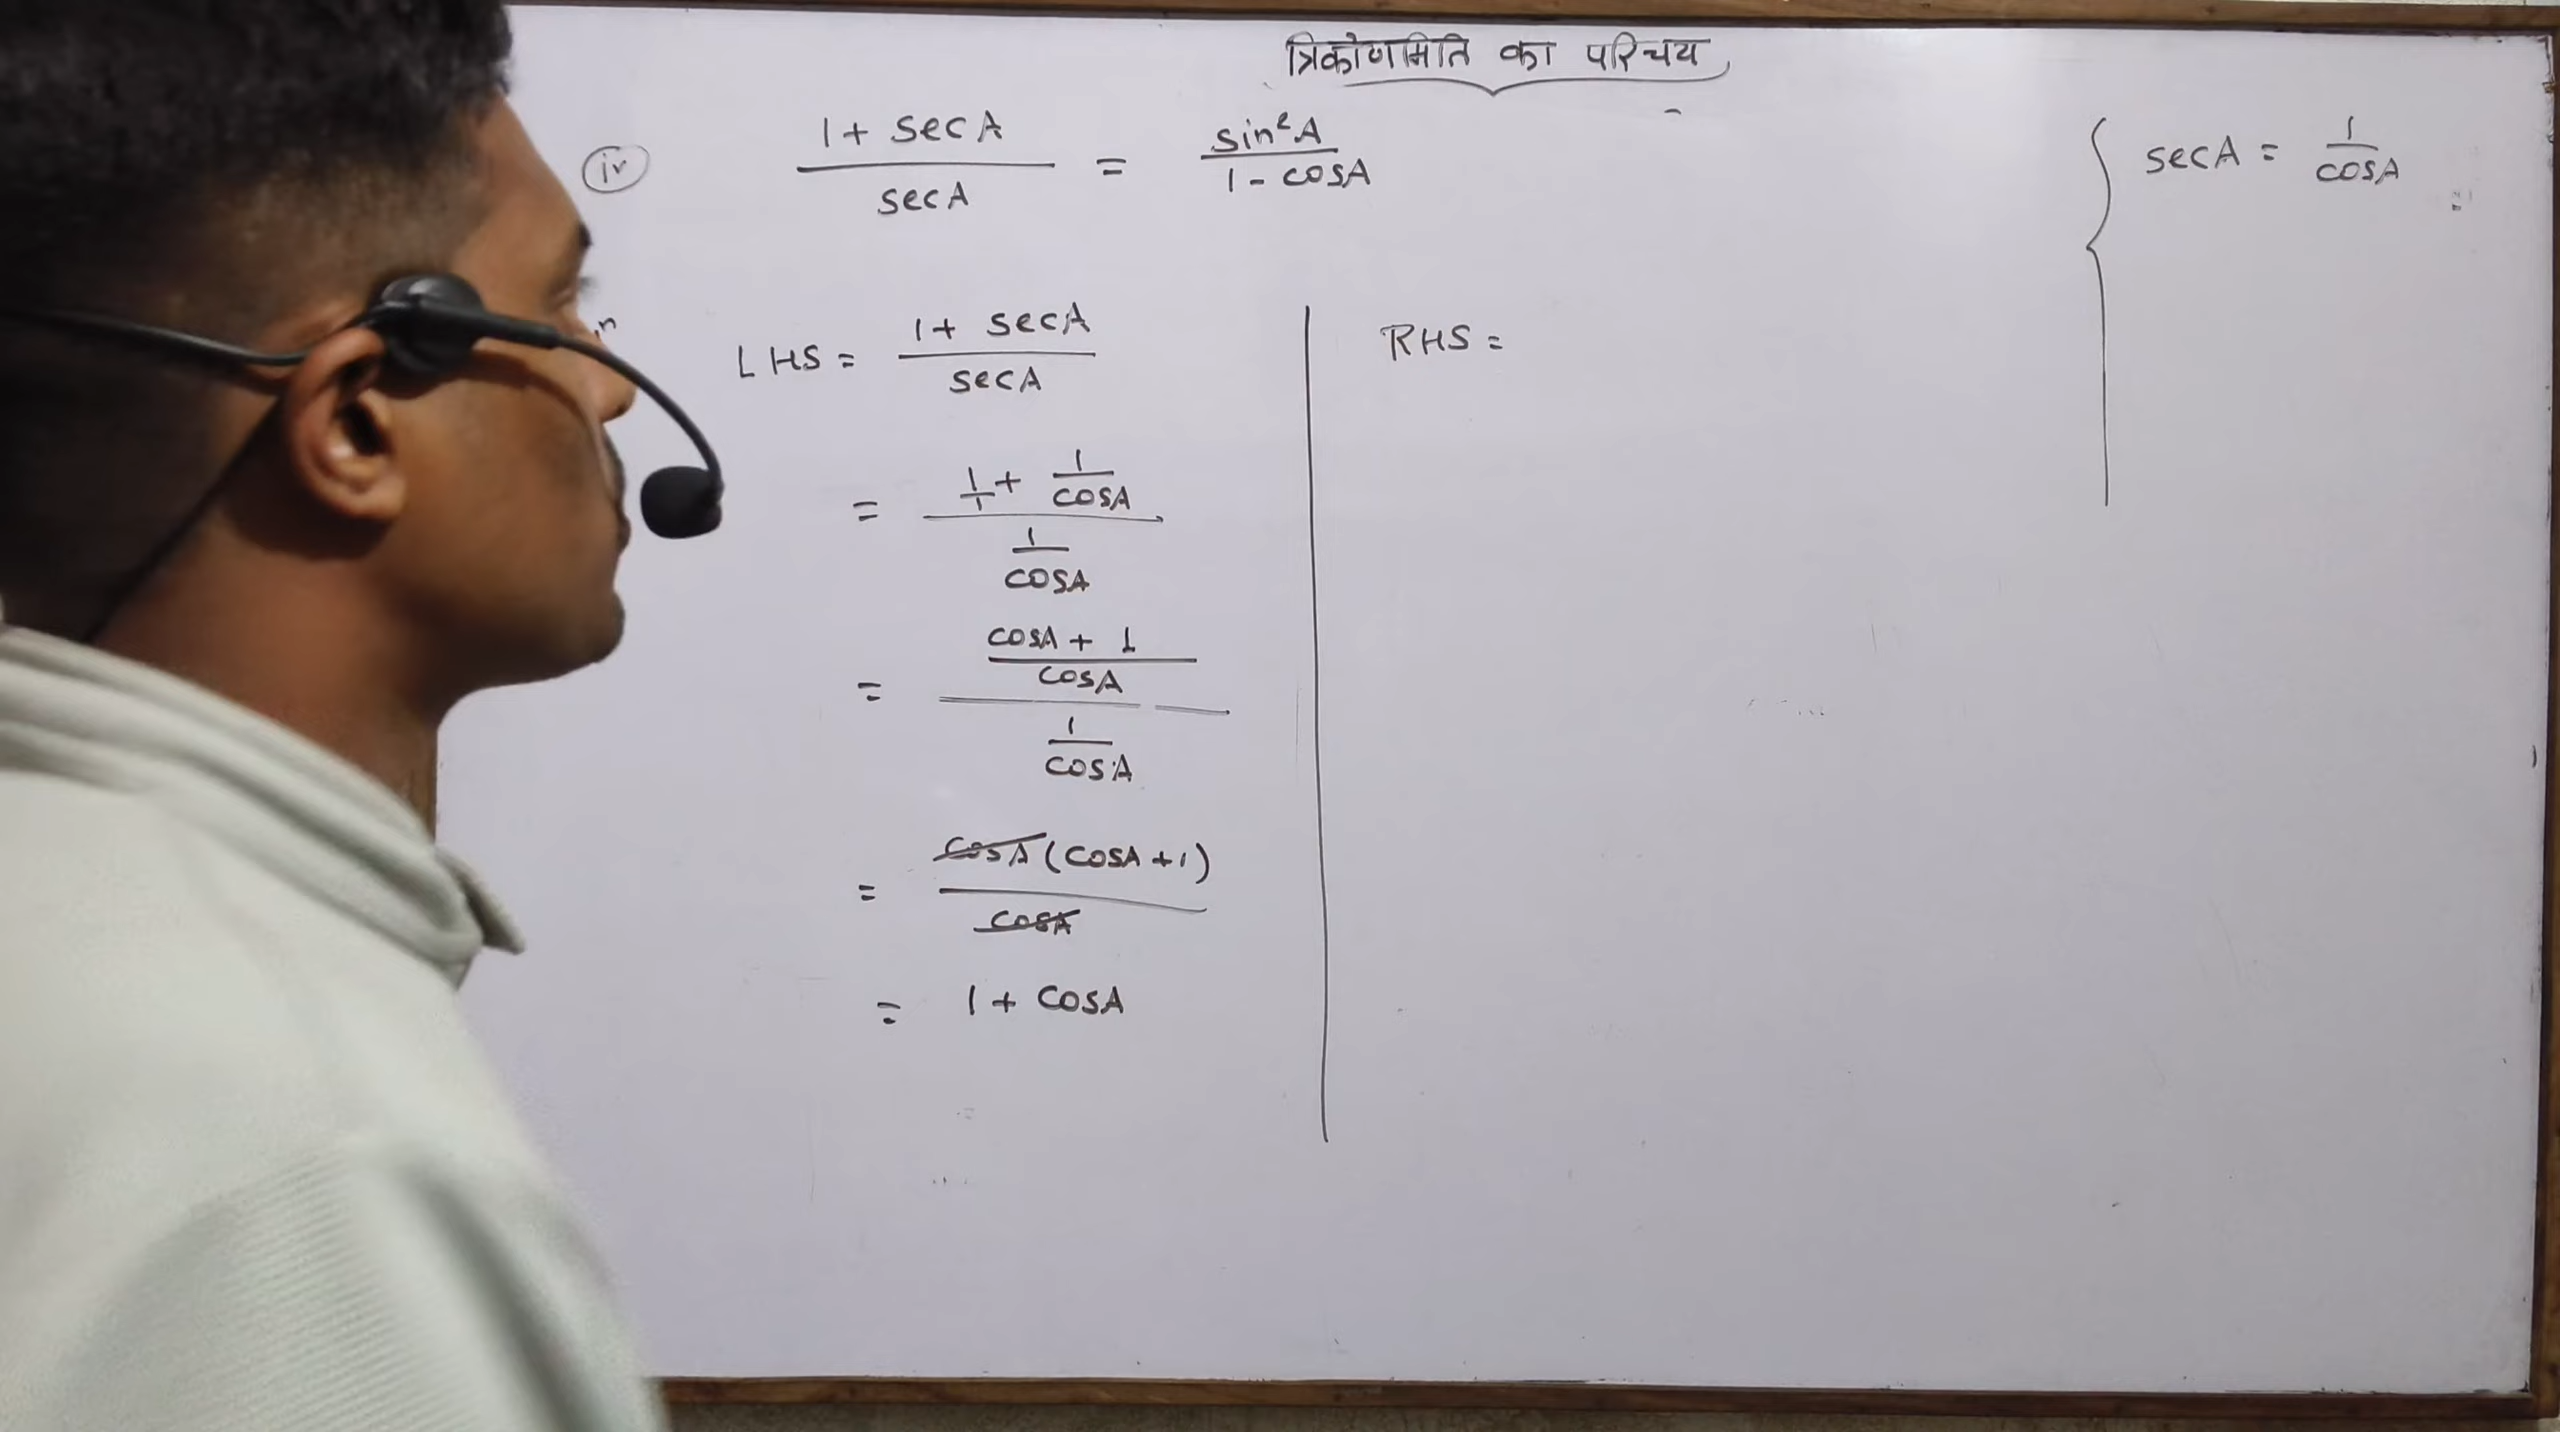 त्रिकोणमिति का परिचय
(iv) (1 + secA)/(secA) = (sin²A)/(1 - cosA)
{ secA = 1/cosA
LHS = (1 + secA)/(secA)
= (1/1 + 1/cosA)/(1/cosA)
= ((cosA + 1)/cosA)/(1/cosA)
= (cosA (cosA + 1))/(cosA)
= 1 + cosA
RHS =